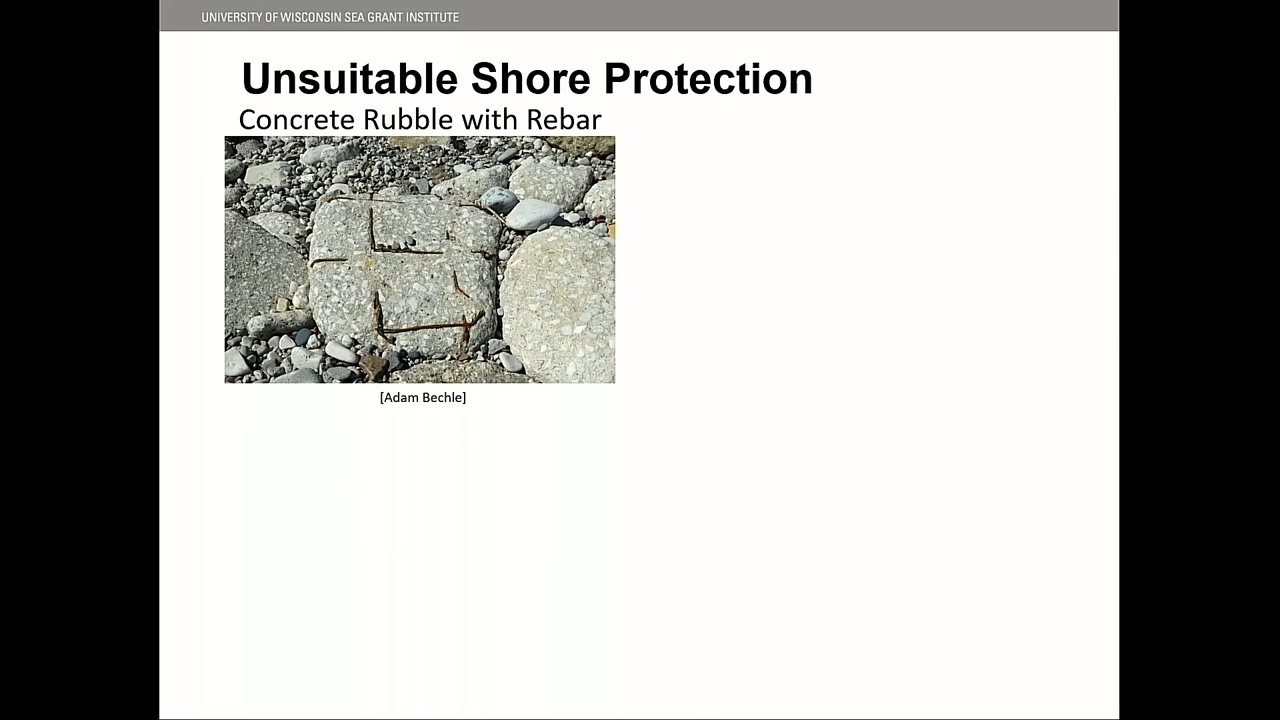 UNIVERSITY OF WISCONSIN SEA GRANT INSTITUTE
Unsuitable Shore Protection
Concrete Rubble with Rebar
[Adam Bechle]